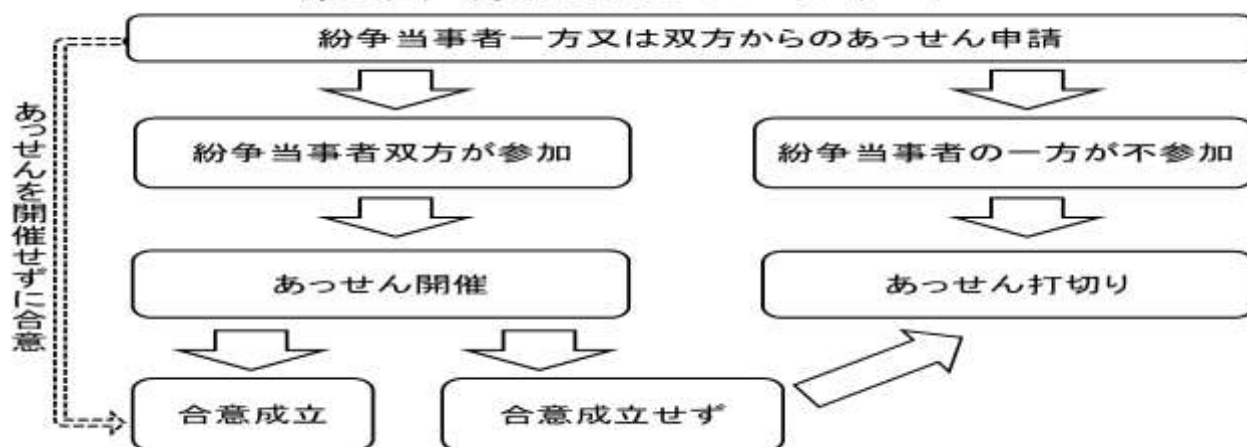 紛争当事者一方又は双方からのあっせん申請
紛争当事者双方が参加
紛争当事者の一方が不参加
あっせん開催
あっせん打切り
合意成立
合意成立せず
あっせんを開催せずに合意